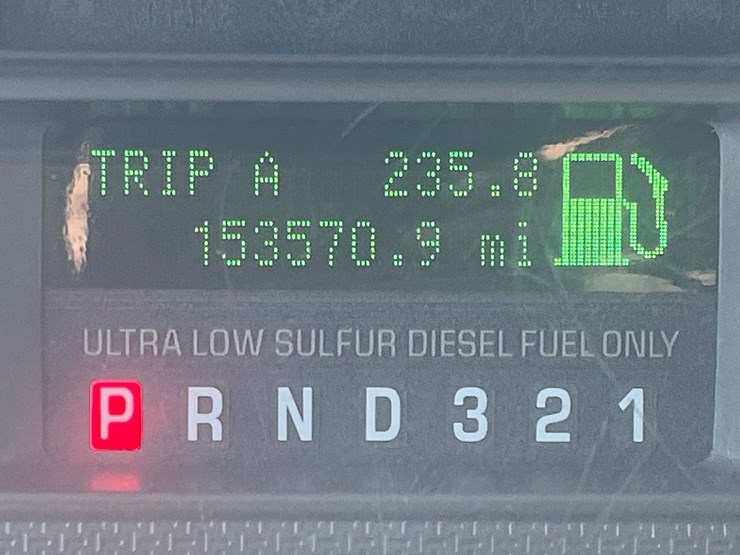 TRIP A 235.8
153570.9 mi
ULTRA LOW SULFUR DIESEL FUEL ONLY
P R N D 3 2 1